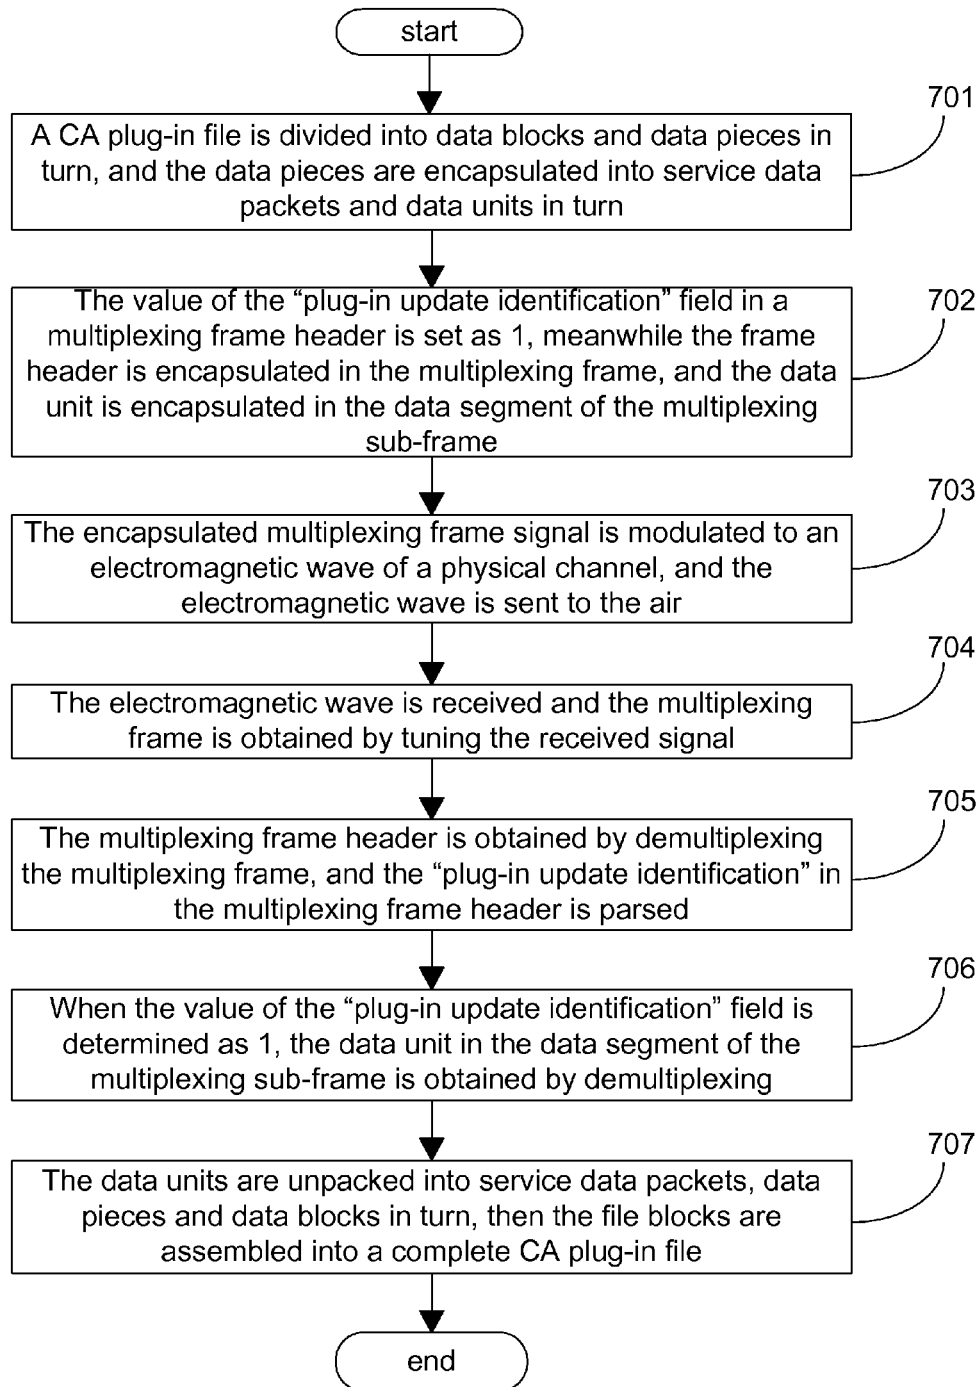 start
701
A CA plug-in file is divided into data blocks and data pieces in
turn, and the data pieces are encapsulated into service data
packets and data units in turn
702
The value of the “plug-in update identification” field in a
multiplexing frame header is set as 1, meanwhile the frame
header is encapsulated in the multiplexing frame, and the data
unit is encapsulated in the data segment of the multiplexing
sub-frame
703
The encapsulated multiplexing frame signal is modulated to an
electromagnetic wave of a physical channel, and the
electromagnetic wave is sent to the air
704
The electromagnetic wave is received and the multiplexing
frame is obtained by tuning the received signal
705
The multiplexing frame header is obtained by demultiplexing
the multiplexing frame, and the “plug-in update identification” in
the multiplexing frame header is parsed
706
When the value of the “plug-in update identification” field is
determined as 1, the data unit in the data segment of the
multiplexing sub-frame is obtained by demultiplexing
707
The data units are unpacked into service data packets, data
pieces and data blocks in turn, then the file blocks are
assembled into a complete CA plug-in file
end